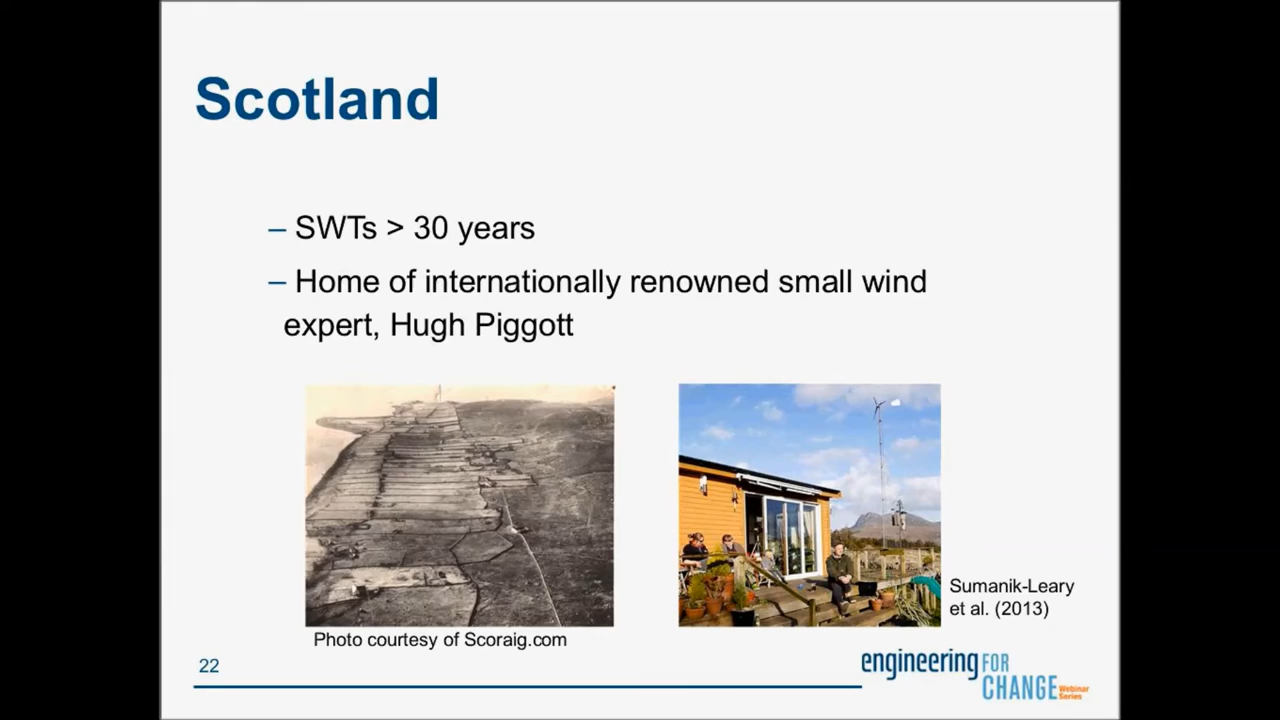 Scotland
– SWTs > 30 years
– Home of internationally renowned small wind
expert, Hugh Piggott
Photo courtesy of Scoraig.com
Sumanik-Leary
et al. (2013)
22
engineering FOR
CHANGE Webinar
Series